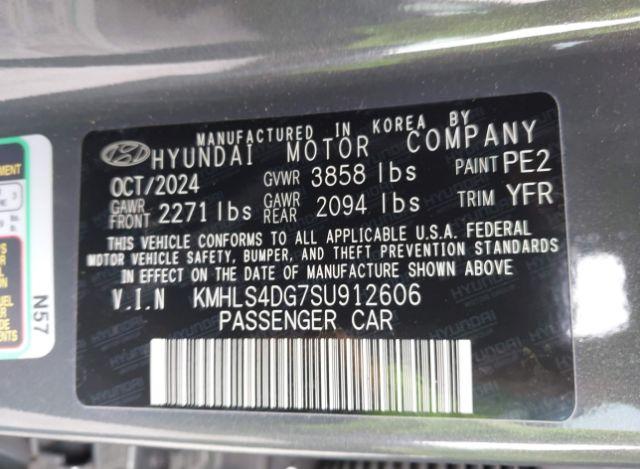 MANUFACTURED IN KOREA BY
HYUNDAI MOTOR COMPANY
OCT/2024 GVWR 3858 lbs PAINT PE2
GAWR FRONT 2271 lbs GAWR REAR 2094 lbs TRIM YFR
THIS VEHICLE CONFORMS TO ALL APPLICABLE U.S.A. FEDERAL
MOTOR VEHICLE SAFETY, BUMPER, AND THEFT PREVENTION STANDARDS
IN EFFECT ON THE DATE OF MANUFACTURE SHOWN ABOVE.
V.I.N KMHLS4DG7SU912606
PASSENGER CAR
N57